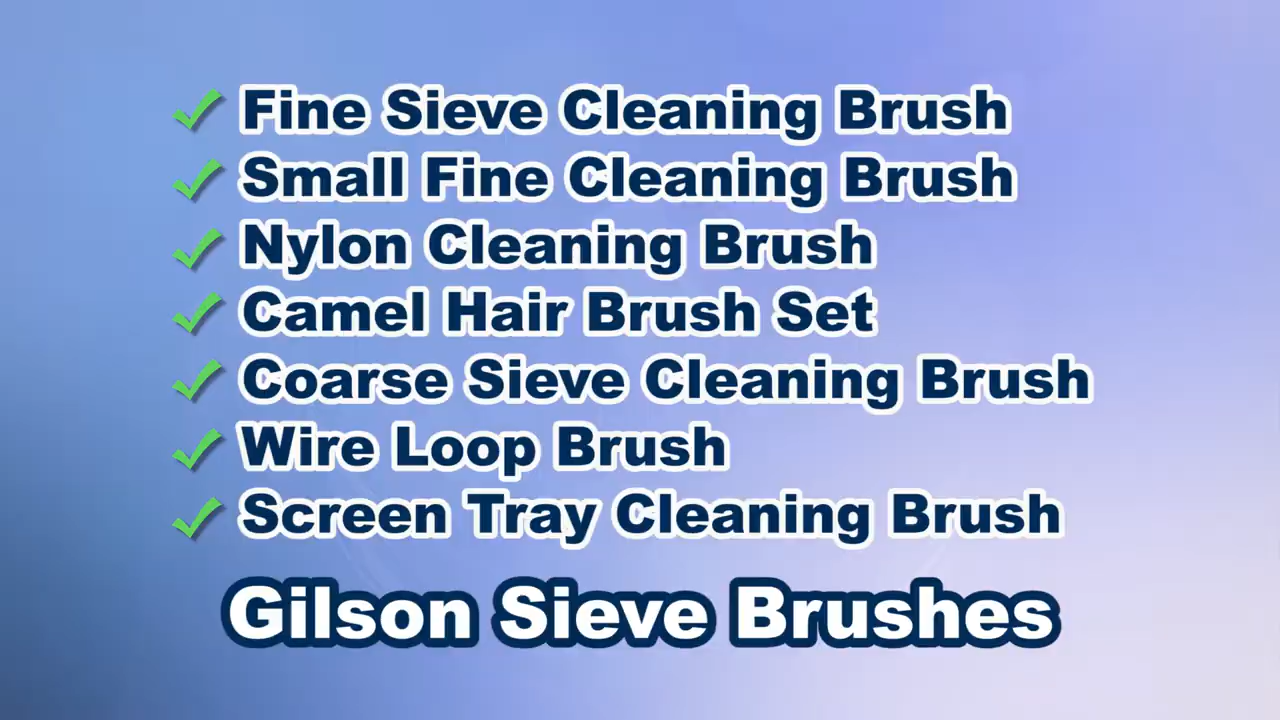 Fine Sieve Cleaning Brush
Small Fine Cleaning Brush
Nylon Cleaning Brush
Camel Hair Brush Set
Coarse Sieve Cleaning Brush
Wire Loop Brush
Screen Tray Cleaning Brush
Gilson Sieve Brushes